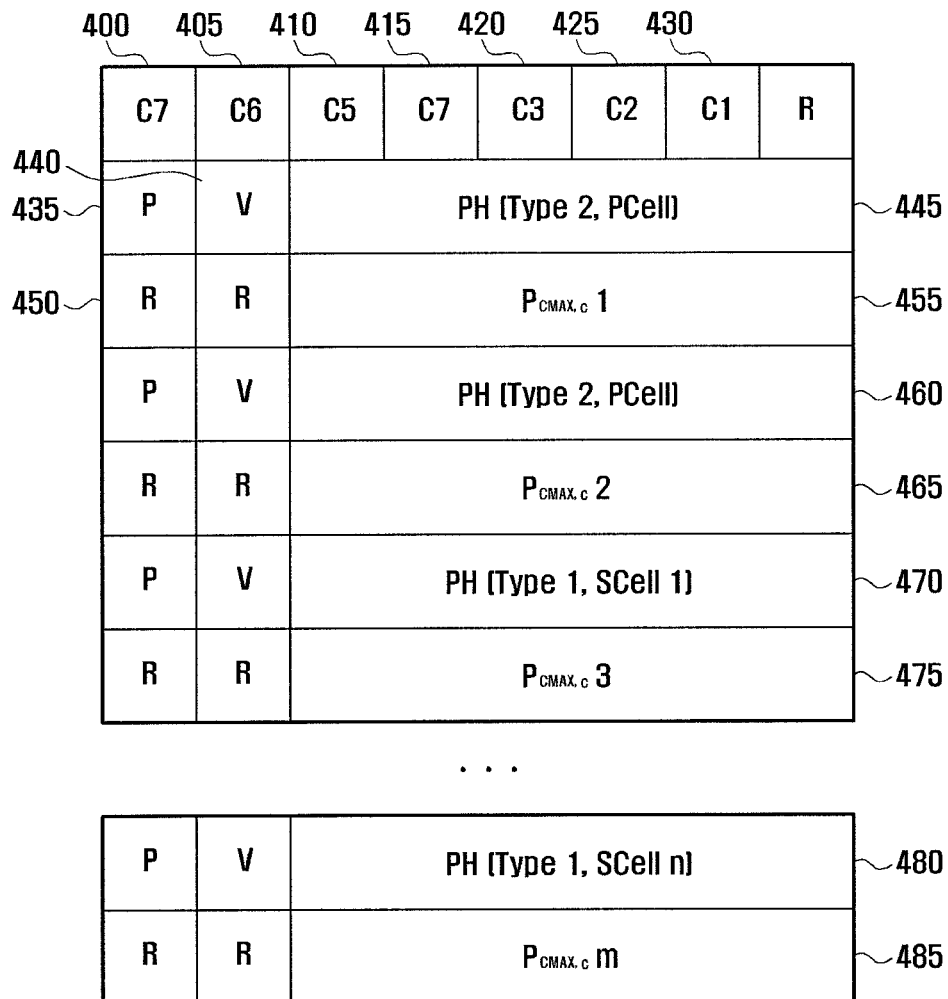 400 405 410 415 420 425 430
C7 C6 C5 C7 C3 C2 C1 R
440
435 P V PH (Type 2, PCell) 445
450 R R PCMAX, c 1 455
P V PH (Type 2, PCell) 460
R R PCMAX, c 2 465
P V PH (Type 1, SCell 1) 470
R R PCMAX, c 3 475
. . .
P V PH (Type 1, SCell n) 480
R R PCMAX, c m 485